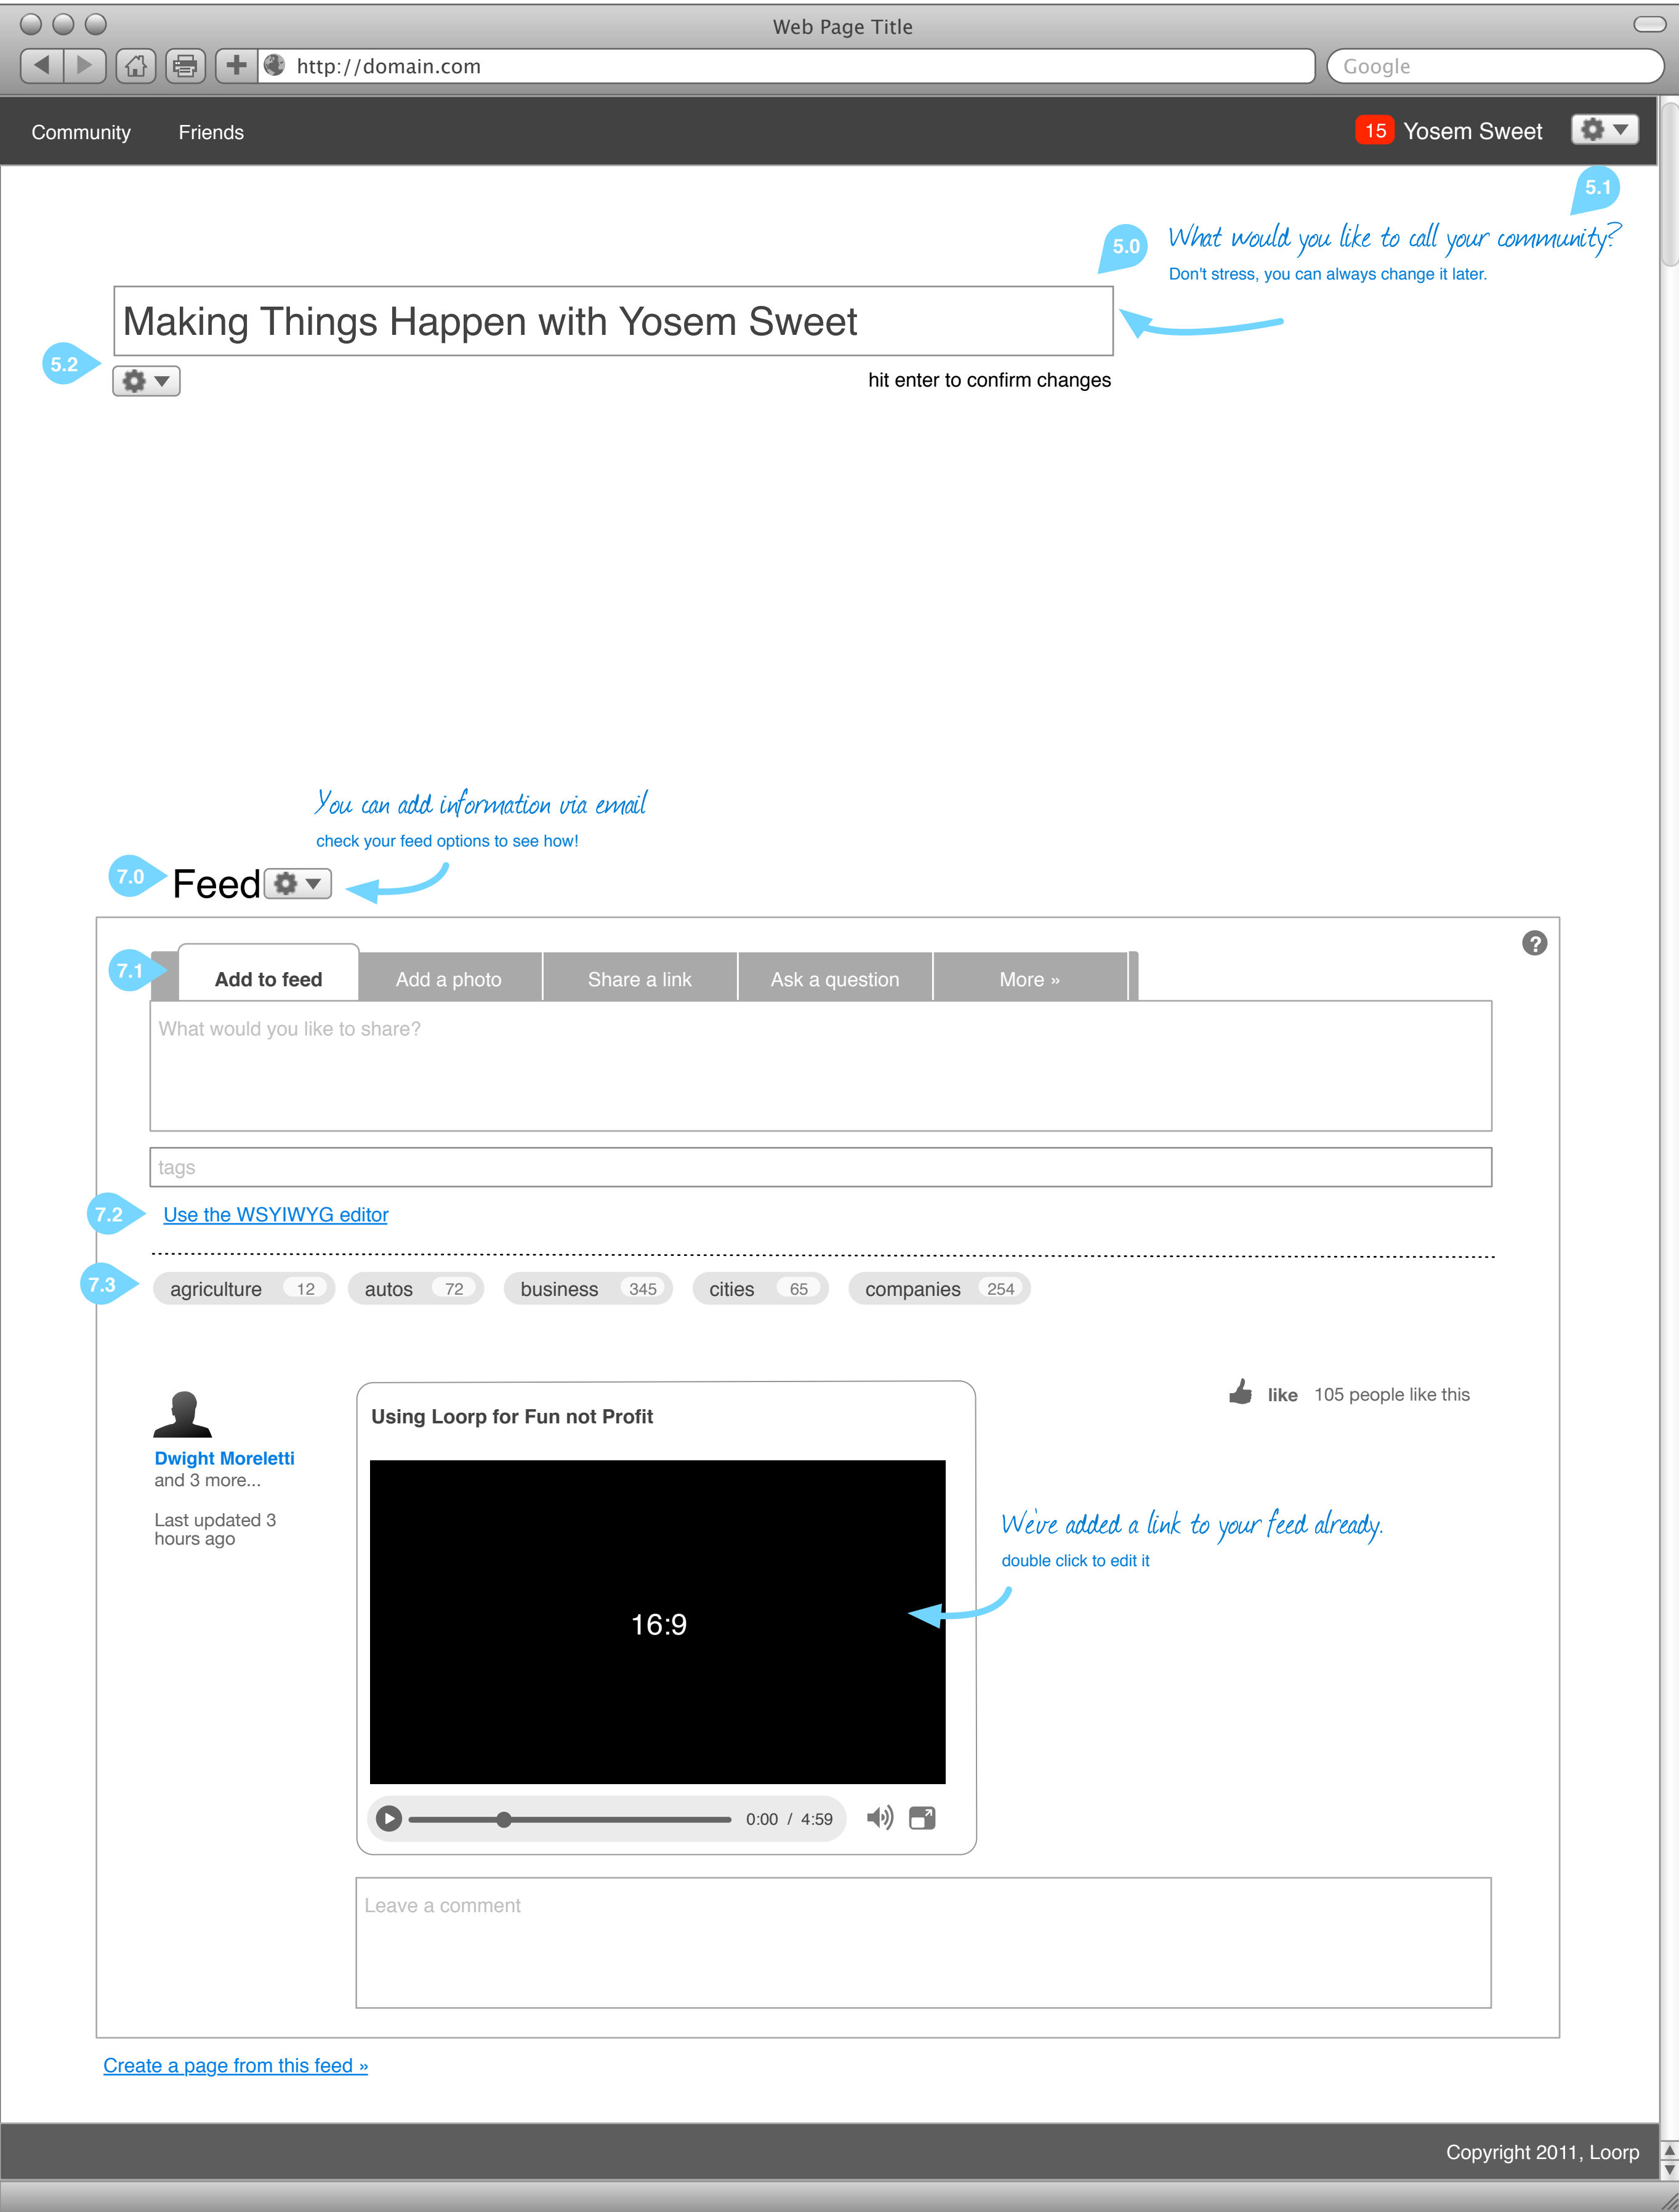 Web Page Title
http://domain.com
Google
Community Friends
15 Yosem Sweet
5.1
5.0
What would you like to call your community?
Don't stress, you can always change it later.
Making Things Happen with Yosem Sweet
5.2
hit enter to confirm changes
You can add information via email
check your feed options to see how!
7.0
Feed
?
7.1
Add to feed Add a photo Share a link Ask a question More »
What would you like to share?
tags
7.2
Use the WSYIWYG editor
7.3
agriculture 12 autos 72 business 345 cities 65 companies 254
like 105 people like this
Using Loorp for Fun not Profit
Dwight Moreletti
and 3 more...
Last updated 3
hours ago
We've added a link to your feed already.
double click to edit it
16:9
0:00 / 4:59
Leave a comment
Create a page from this feed »
Copyright 2011, Loorp